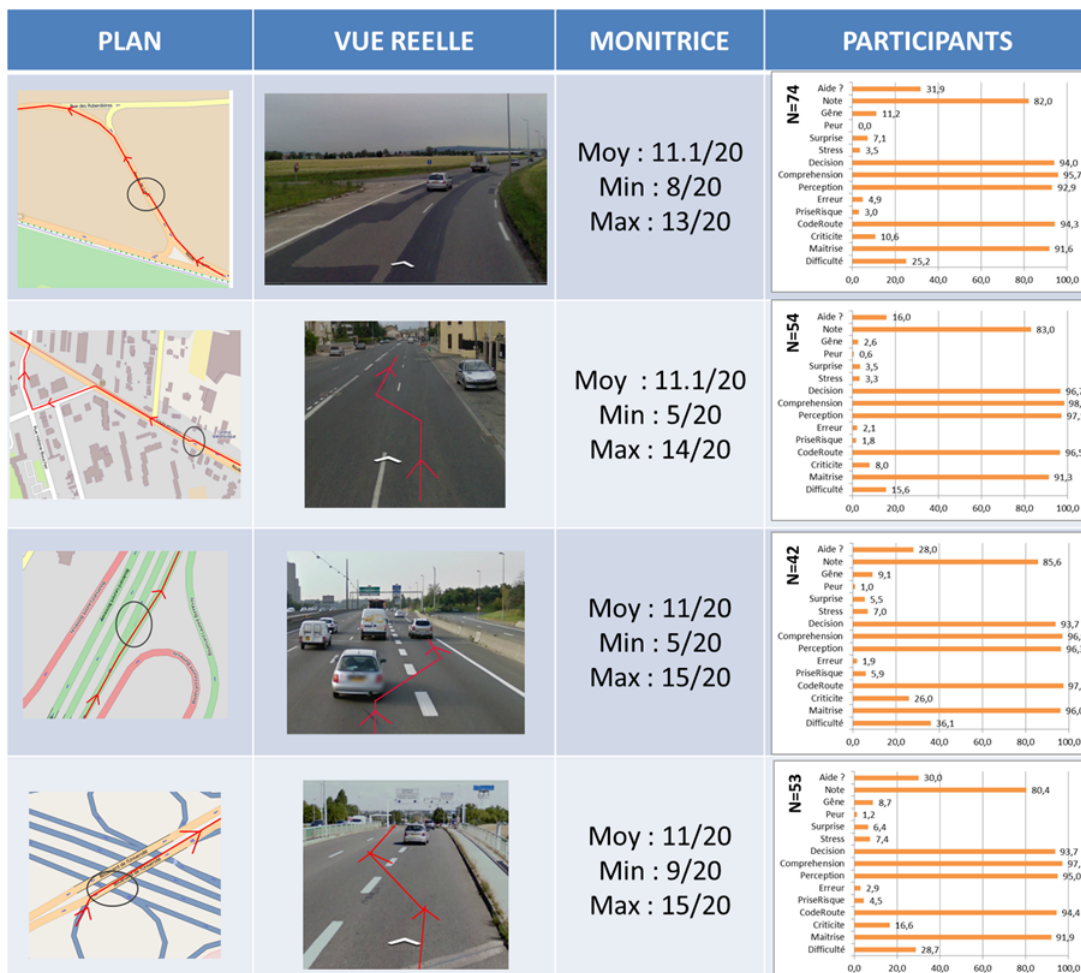 PLAN VUE REELLE MONITRICE PARTICIPANTS
Rue des Aubépines
Moy : 11.1/20
Min : 8/20
Max : 13/20
N=74
Aide ? 31,9
Note 82,0
Gêne 11,2
Peur 0,0
Surprise 7,1
Stress 3,5
Decision 94,0
Comprehension 95,7
Perception 92,9
Erreur 4,9
PriseRisque 3,0
CodeRoute 94,3
Criticite 10,6
Maitrise 91,6
Difficulté 25,2
0,0 20,0 40,0 60,0 80,0 100,0
Moy : 11.1/20
Min : 5/20
Max : 14/20
N=54
Aide ? 16,0
Note 83,0
Gêne 2,6
Peur 0,6
Surprise 3,5
Stress 3,3
Decision 96,7
Comprehension 98,
Perception 97,
Erreur 2,1
PriseRisque 1,8
CodeRoute 96,5
Criticite 8,0
Maitrise 91,3
Difficulté 15,6
0,0 20,0 40,0 60,0 80,0 100,0
Moy : 11/20
Min : 5/20
Max : 15/20
N=42
Aide ? 28,0
Note 85,6
Gêne 9,1
Peur 1,0
Surprise 5,5
Stress 7,0
Decision 93,7
Comprehension 96,
Perception 96,
Erreur 1,9
PriseRisque 5,9
CodeRoute 97,
Criticite 26,0
Maitrise 96,0
Difficulté 36,1
0,0 20,0 40,0 60,0 80,0 100,0
Moy : 11/20
Min : 9/20
Max : 15/20
N=53
Aide ? 30,0
Note 80,4
Gêne 8,7
Peur 1,2
Surprise 6,4
Stress 7,4
Decision 93,7
Comprehension 97,
Perception 95,0
Erreur 2,9
PriseRisque 4,5
CodeRoute 94,4
Criticite 16,6
Maitrise 91,9
Difficulté 28,7
0,0 20,0 40,0 60,0 80,0 100,0